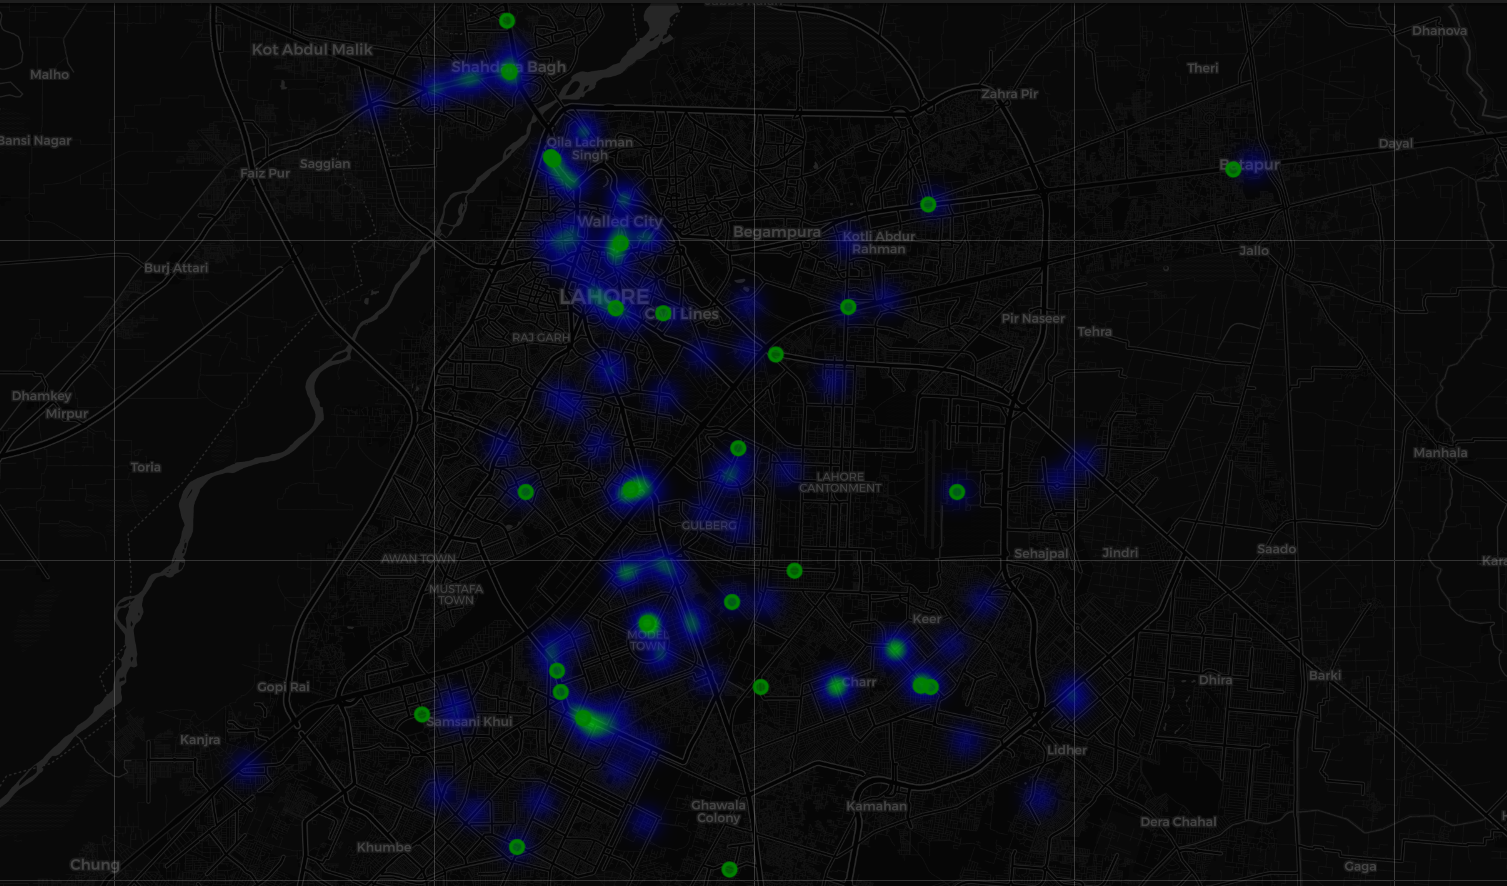 Dhanova
Kot Abdul Malik
Malho
Shahdara Bagh
Theri
Zahra Pir
Bansi Nagar
Qila Lachman
Singh
Dayal
Saggian
Faiz Pur
Batapur
Walled City
Begampura
Kotli Abdur
Rahman
Jallo
Burj Attari
LAHORE
Civil Lines
Pir Naseer
Tehra
RAJ GARH
Dhamkey
Mirpur
Torla
Manhala
LAHORE
CANTONMENT
GULBERG
Saado
Sehajpal
Jindri
AWAN TOWN
MUSTAFA
TOWN
Keer
MODEL
TOWN
Barki
Dhira
Charr
Gopi Rai
Samsani Khui
Kanjra
Lidher
Ghawala
Colony
Kamahan
Dera Chahal
Khumbe
Chung
Gaga